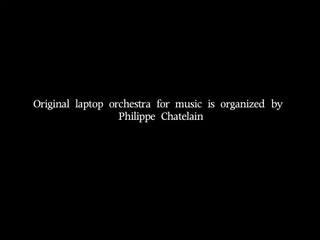 Original laptop orchestra for music is organized by
Philippe Chatelain